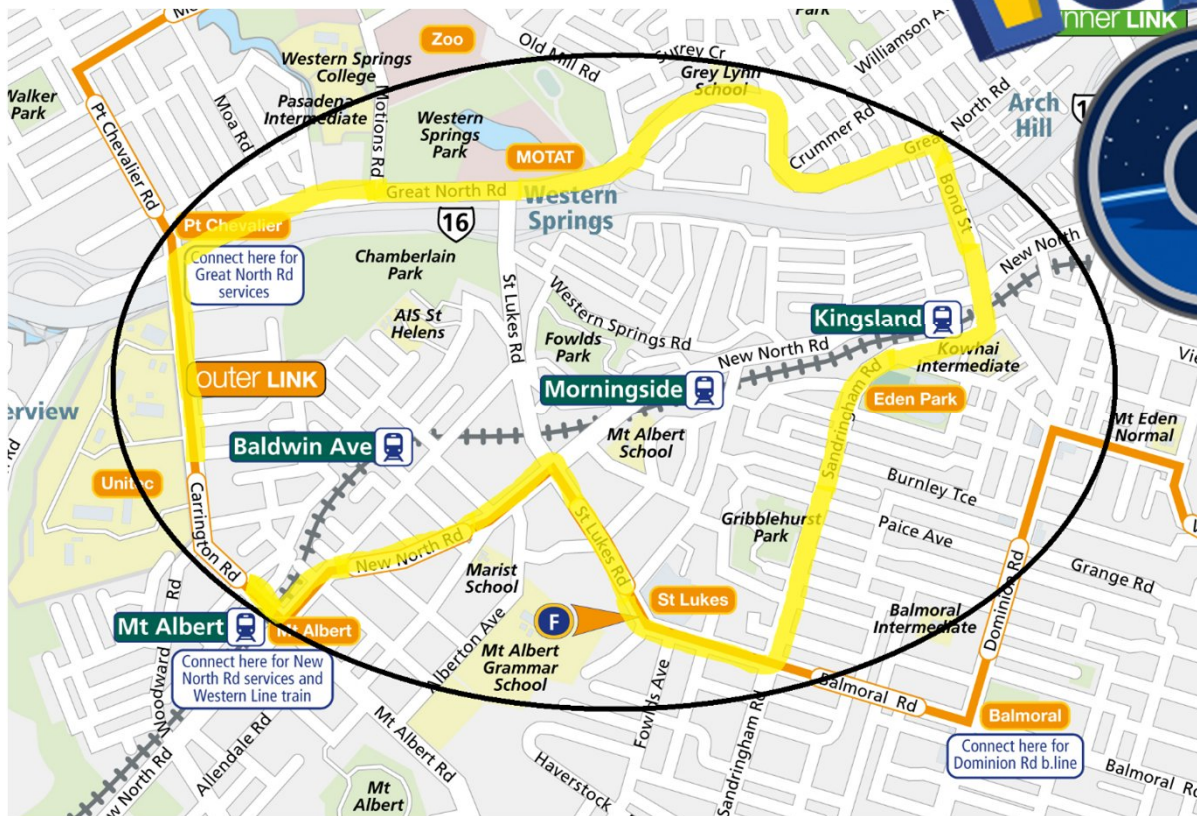 inner LINK
Zoo
Old Mill Rd
Surrey Cr
Park
Williamson Av
Western Springs
College
Grey Lynn
School
Walker
Park
Pt Chevalier Rd
Moa Rd
Pasadena
Intermediate
Motions Rd
Western
Springs
Park
MOTAT
Crummer Rd
Great North Rd
Arch
Hill
Great North Rd
Western
Springs
Bond St
Pt Chevalier
16
Connect here for
Great North Rd
services
Chamberlain
Park
St Lukes Rd
New North
AIS St
Helens
Western Springs Rd
Fowlds
Park
Kingsland
New North Rd
Kowhai
Intermediate
outer LINK
Morningside
Sandringham Rd
Eden Park
erview
Baldwin Ave
Mt Albert
School
Mt Eden
Normal
Unitec
Carrington Rd
Burnley Tce
St Lukes Rd
Gribblehurst
Park
Paice Ave
New North Rd
Marist
School
Grange Rd
Dominion Rd
St Lukes
Balmoral
Intermediate
Mt Albert
Mt Albert
F
Connect here for New
North Rd services and
Western Line train
Woodward Rd
Alberton Ave
Mt Albert
Grammar
School
Fowlds Ave
Balmoral Rd
Balmoral
Connect here for
Dominion Rd b.line
Allendale Rd
Mt Albert Rd
Sandringham Rd
New North Rd
Haverstock
Balmoral Rd
Mt
Albert